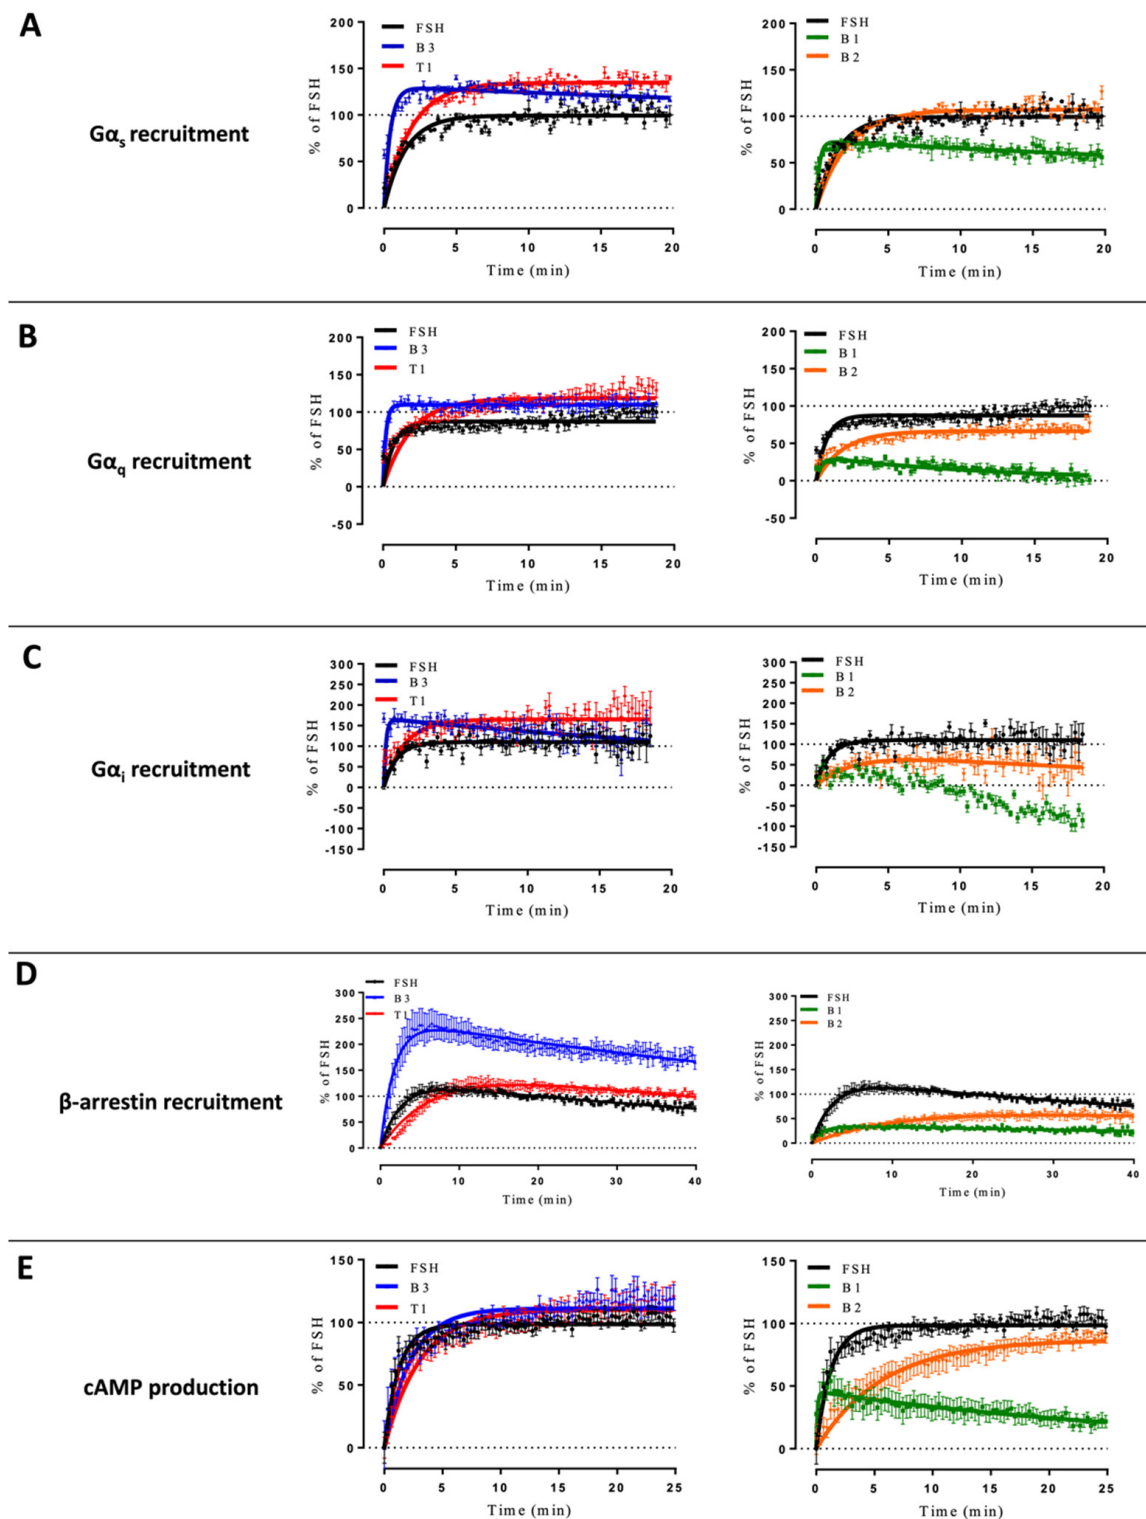 A
Gαs recruitment
% of FSH
200
150
100
50
0
FSH
B3
T1
0 5 10 15 20
Time (min)
% of FSH
200
150
100
50
0
FSH
B1
B2
0 5 10 15 20
Time (min)
B
Gαq recruitment
% of FSH
200
150
100
50
0
-50
FSH
B3
T1
0 5 10 15 20
Time (min)
% of FSH
200
150
100
50
0
-50
FSH
B1
B2
0 5 10 15 20
Time (min)
C
Gαi recruitment
% of FSH
300
250
200
150
100
50
0
-50
-100
-150
FSH
B3
T1
0 5 10 15 20
Time (min)
% of FSH
300
250
200
150
100
50
0
-50
-100
-150
FSH
B1
B2
0 5 10 15 20
Time (min)
D
β-arrestin recruitment
% of FSH
300
250
200
150
100
50
0
FSH
B3
T1
0 10 20 30 40
Time (min)
% of FSH
300
250
200
150
100
50
0
FSH
B1
B2
0 10 20 30 40
Time (min)
E
cAMP production
% of FSH
150
100
50
0
FSH
B3
T1
0 5 10 15 20 25
Time (min)
% of FSH
150
100
50
0
FSH
B1
B2
0 5 10 15 20 25
Time (min)